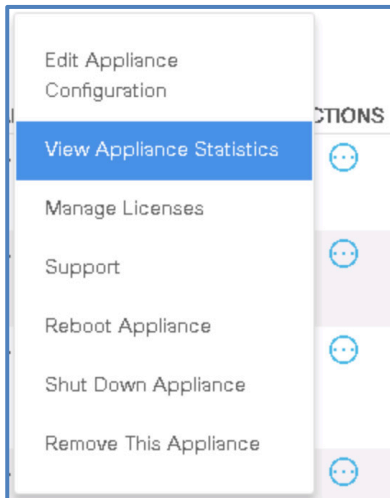 Edit Appliance
Configuration
CTIONS
View Appliance Statistics
Manage Licenses
Support
Reboot Appliance
Shut Down Appliance
Remove This Appliance